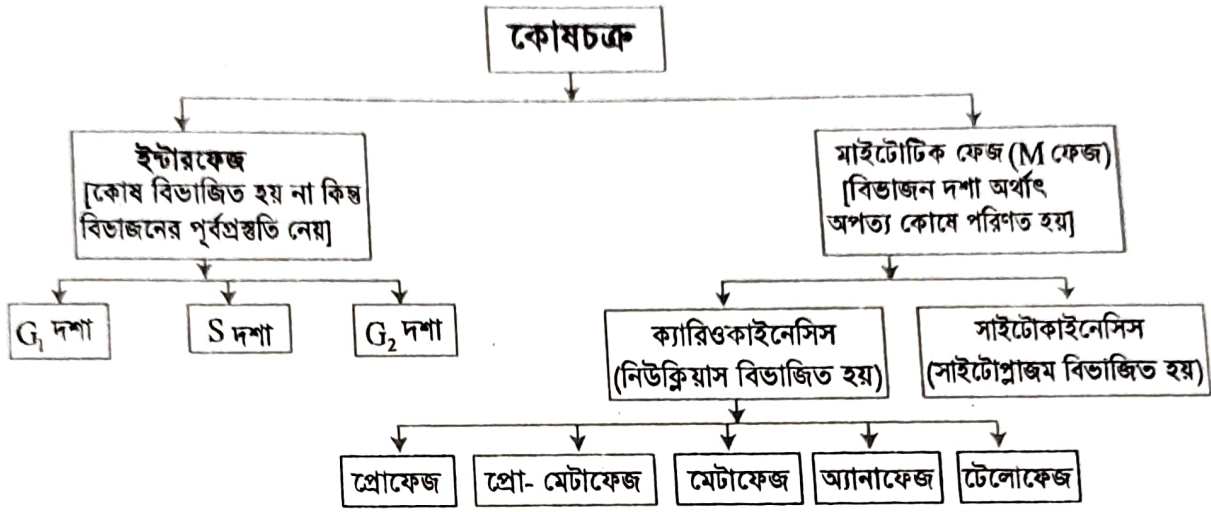 কোষচক্র
ইন্টারফেজ
[কোষ বিভাজিত হয় না কিন্তু
বিভাজনের পূর্বপ্রস্তুতি নেয়]
মাইটোটিক ফেজ (M ফেজ)
[বিভাজন দশা অর্থাৎ
অপত্য কোষে পরিণত হয়]
G₁ দশা
S দশা
G₂ দশা
ক্যারিওকাইনেসিস
(নিউক্লিয়াস বিভাজিত হয়)
সাইটোকাইনেসিস
(সাইটোপ্লাজম বিভাজিত হয়)
প্রোফেজ
প্রো- মেটাফেজ
মেটাফেজ
অ্যানাফেজ
টেলোফেজ